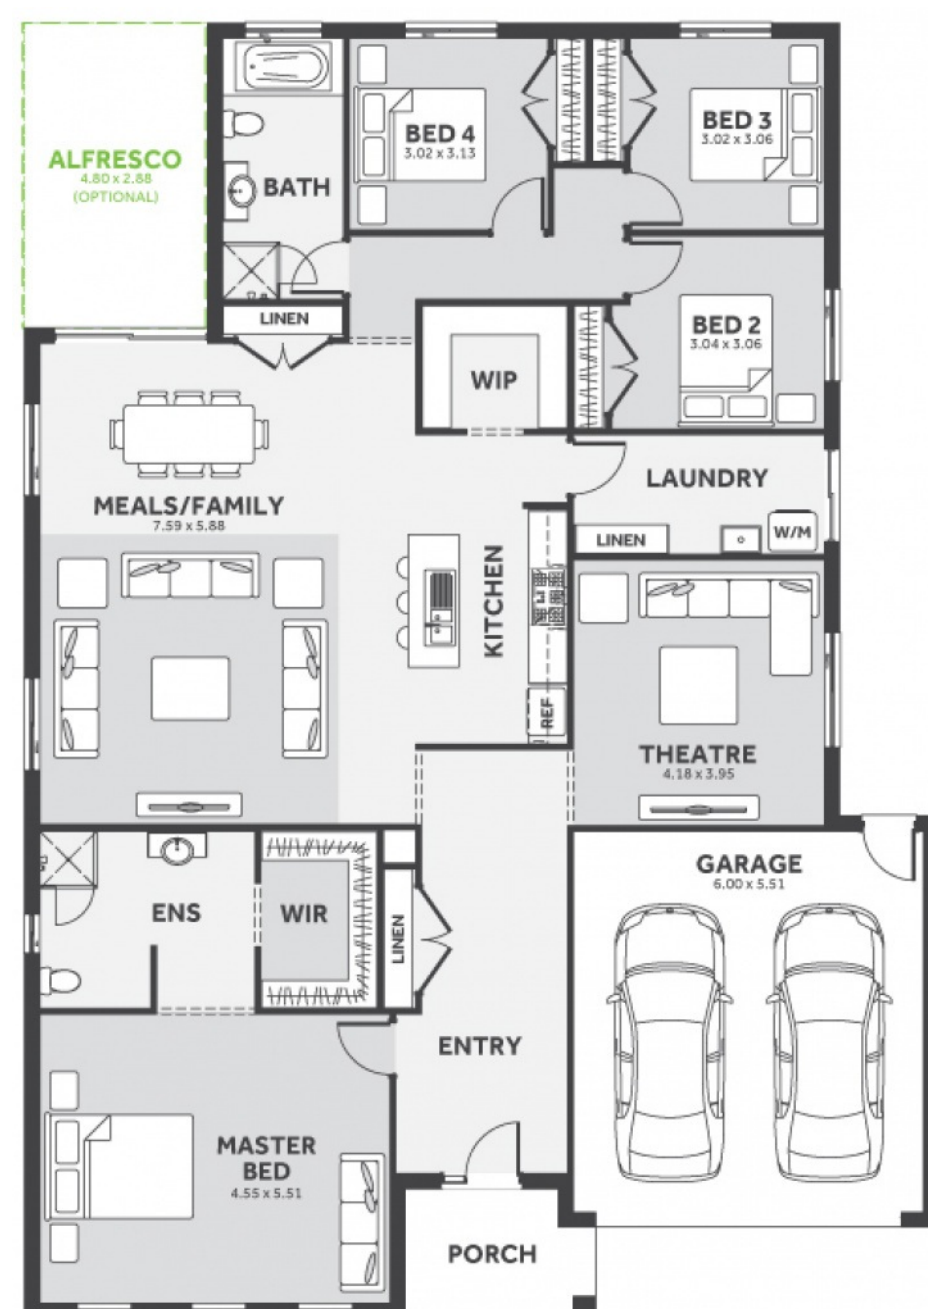 ALFRESCO
4.80 x 2.88
(OPTIONAL)
BATH
BED 4
3.02 x 3.13
BED 3
3.02 x 3.06
LINEN
WIP
BED 2
3.04 x 3.06
MEALS/FAMILY
7.59 x 5.88
LAUNDRY
LINEN
W/M
KITCHEN
REF
THEATRE
4.18 x 3.95
ENS
WIR
LINEN
GARAGE
6.00 x 5.51
ENTRY
MASTER
BED
4.55 x 5.51
PORCH